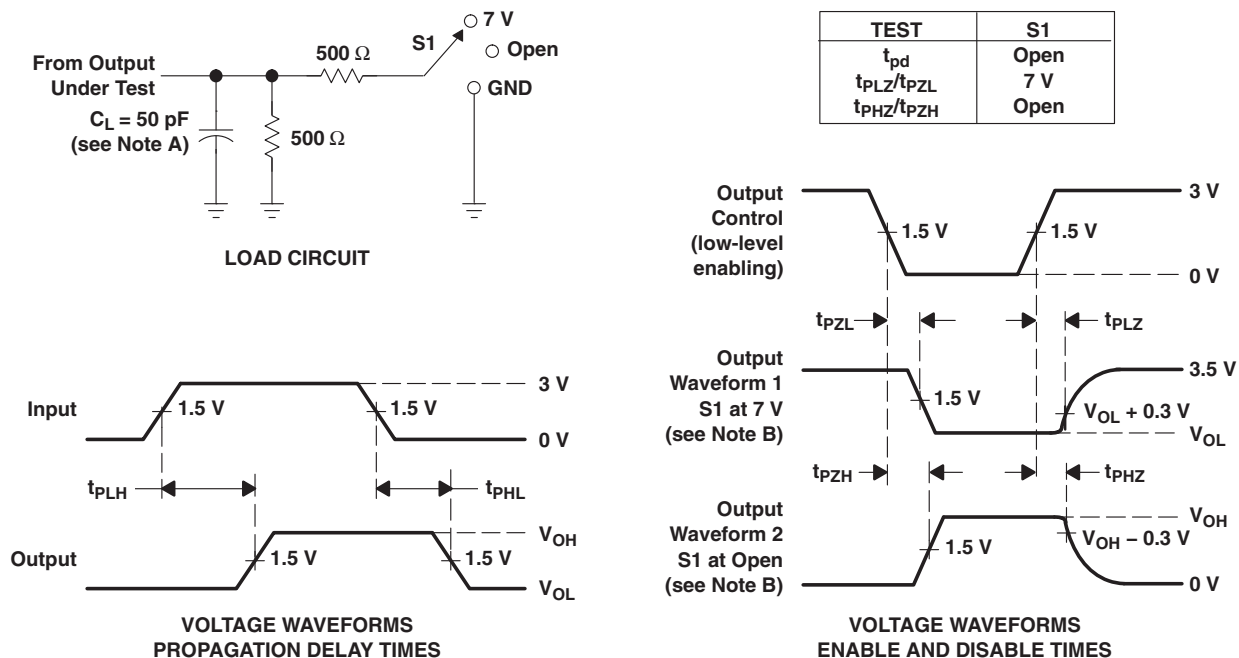 From Output
Under Test
C_L = 50 pF
(see Note A)
500 Ω
500 Ω
S1
7 V
Open
GND
LOAD CIRCUIT
TEST S1
t_pd Open
t_PLZ/t_PZL 7 V
t_PHZ/t_PZH Open
Input
1.5 V
1.5 V
3 V
0 V
t_PLH
t_PHL
Output
1.5 V
1.5 V
V_OH
V_OL
VOLTAGE WAVEFORMS
PROPAGATION DELAY TIMES
Output
Control
(low-level
enabling)
1.5 V
1.5 V
3 V
0 V
t_PZL
t_PLZ
Output
Waveform 1
S1 at 7 V
(see Note B)
1.5 V
3.5 V
V_OL + 0.3 V
V_OL
t_PZH
t_PHZ
Output
Waveform 2
S1 at Open
(see Note B)
1.5 V
V_OH
V_OH − 0.3 V
0 V
VOLTAGE WAVEFORMS
ENABLE AND DISABLE TIMES